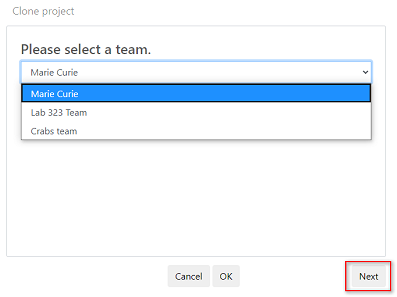 Clone project
Please select a team.
Marie Curie
Marie Curie
Lab 323 Team
Crabs team
Cancel OK Next